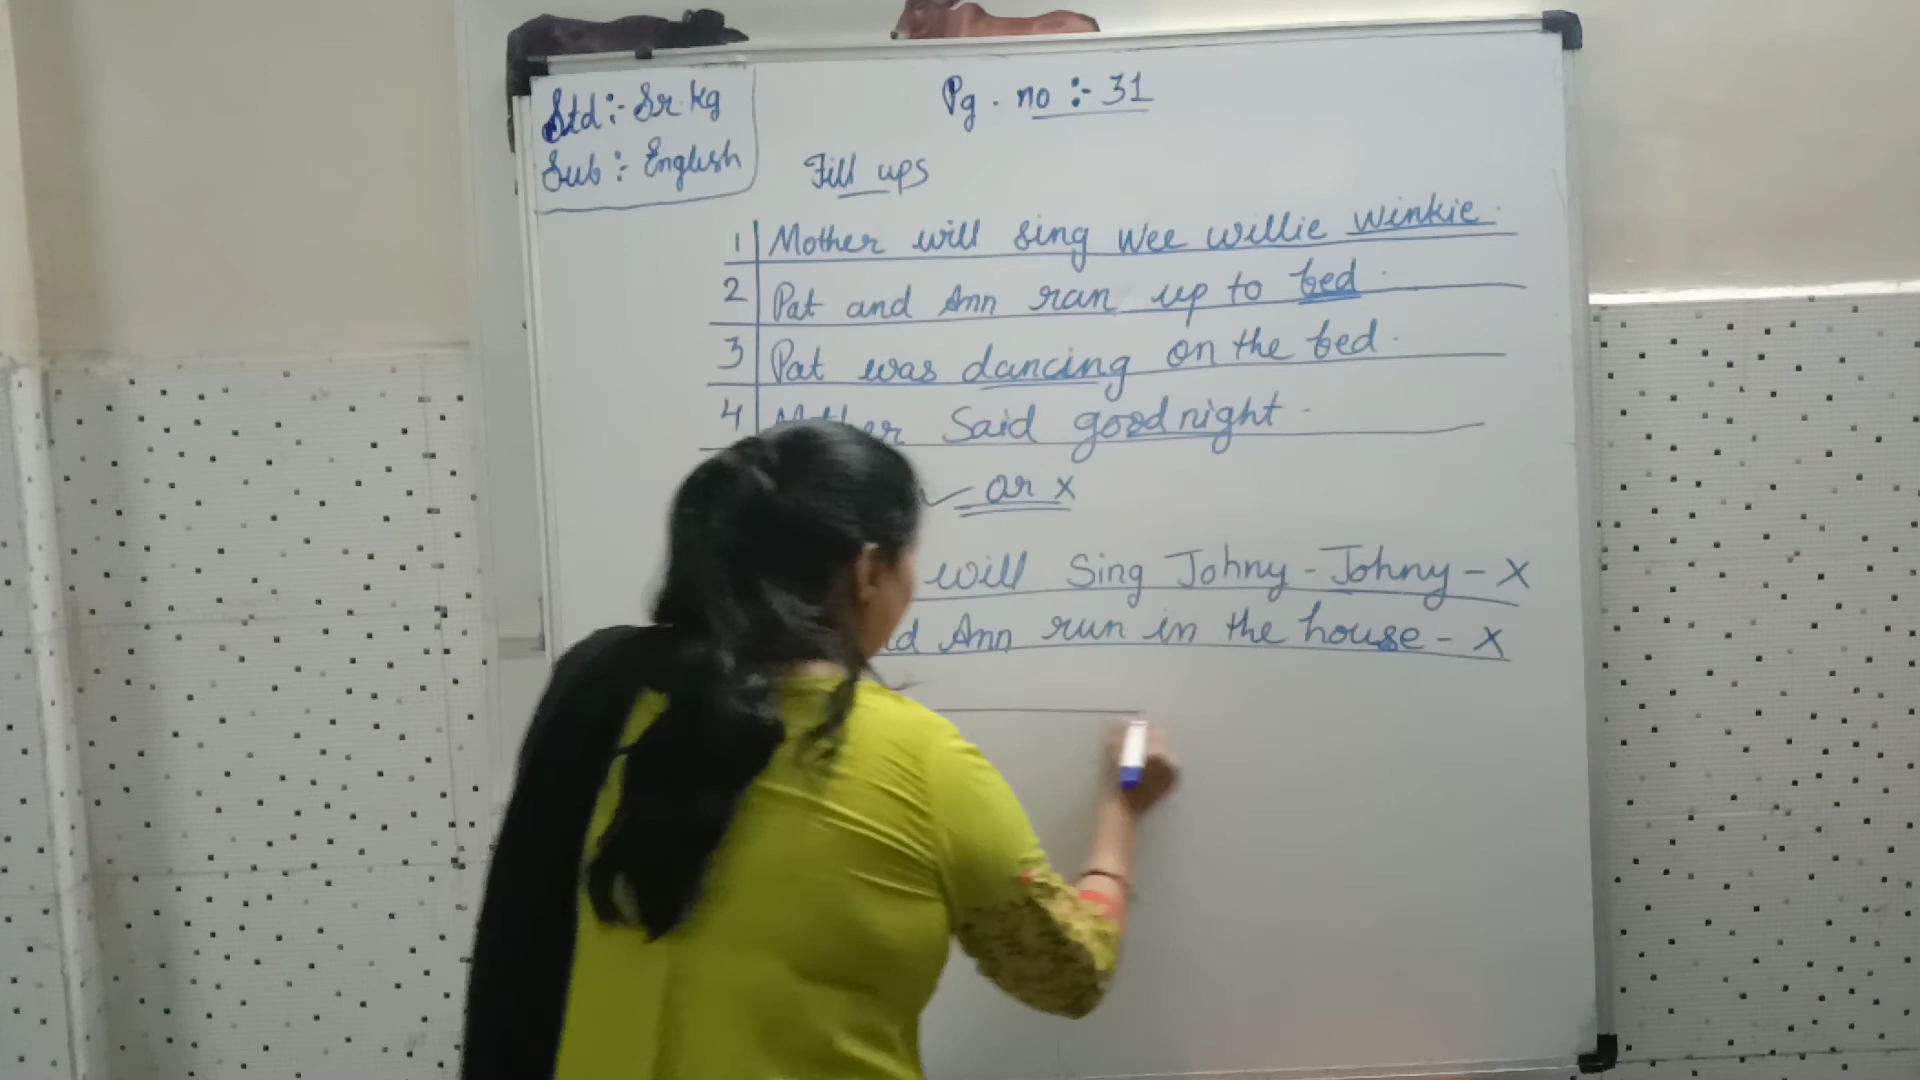 Std:- Sr.kg
Sub:- English
Pg. no :- 31
Fill ups
1 Mother will sing Wee willie winkie.
2 Pat and Ann ran up to bed.
3 Pat was dancing on the bed.
4 Mother Said goodnight.
✓ or x
will Sing Johny - Johny - x
Ann run in the house - x